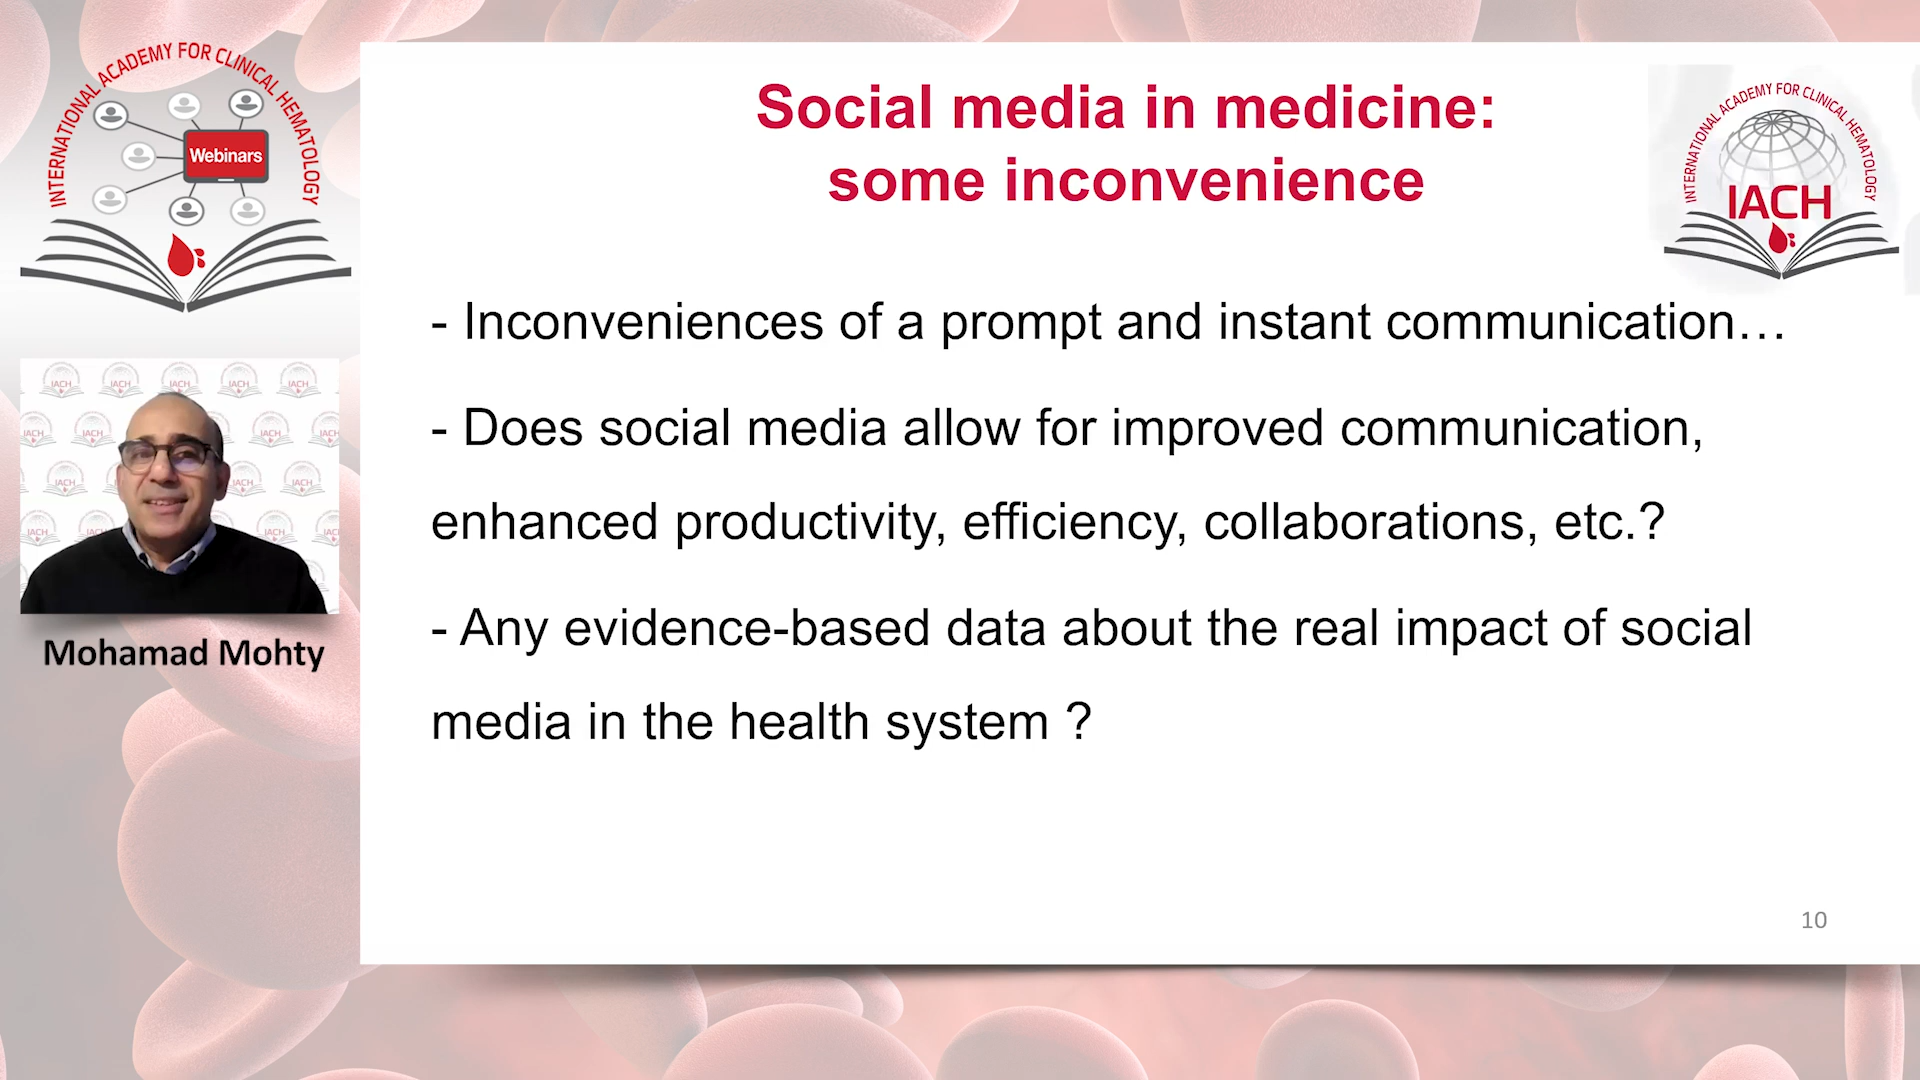 INTERNATIONAL ACADEMY FOR CLINICAL HEMATOLOGY
Webinars
Mohamad Mohty
Social media in medicine:
some inconvenience
INTERNATIONAL ACADEMY FOR CLINICAL HEMATOLOGY
IACH
- Inconveniences of a prompt and instant communication…
- Does social media allow for improved communication,
enhanced productivity, efficiency, collaborations, etc.?
- Any evidence-based data about the real impact of social
media in the health system ?
10